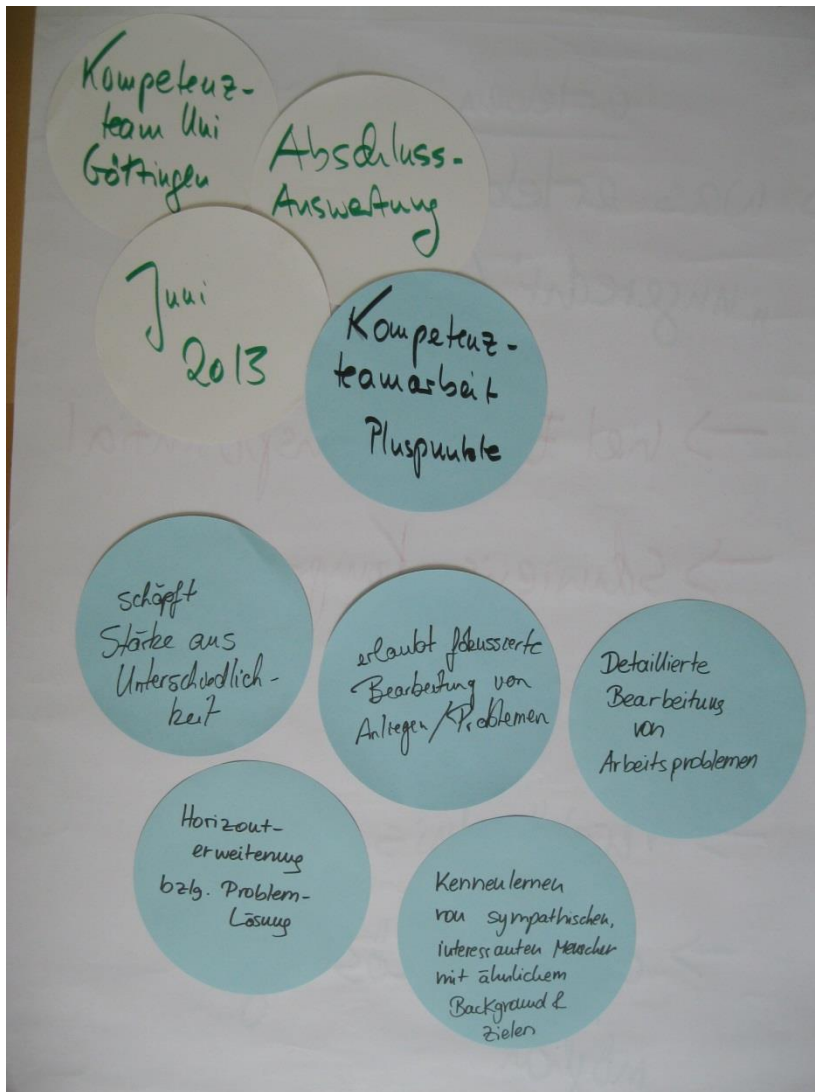 Kompetenz-
team Uni
Göttingen
Abschluss-
Auswertung
Juni
2013
Kompetenz-
teamarbeit
Pluspunkte
schöpft
Stärke aus
Unterschiedlich-
keit
erlaubt fokussierte
Bearbeitung von
Anliegen/Problemen
Detaillierte
Bearbeitung
von
Arbeitsproblemen
Horizont-
erweiterung
bzlg. Problem-
Lösung
Kennenlernen
von sympathischen,
interessanten Menschen
mit ähnlichem
Background &
Zielen